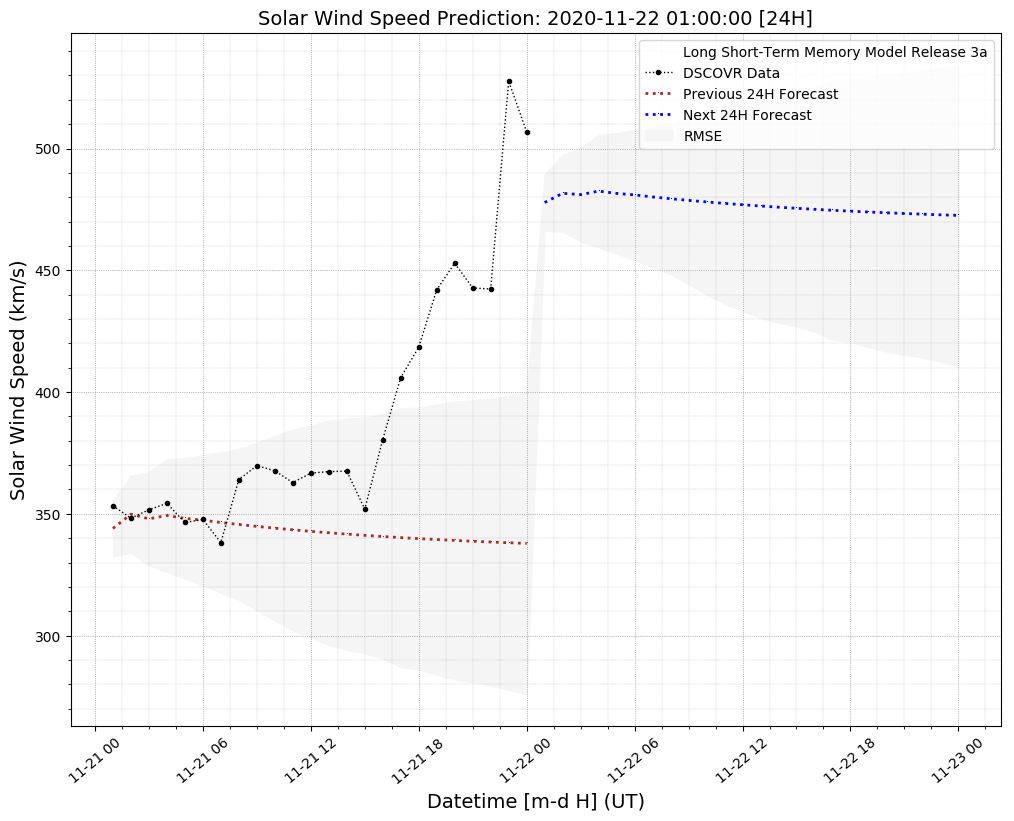 Solar Wind Speed Prediction: 2020-11-22 01:00:00 [24H]
Long Short-Term Memory Model Release 3a
DSCOVR Data
Previous 24H Forecast
Next 24H Forecast
RMSE
Solar Wind Speed (km/s)
500
450
400
350
300
11-21 00
11-21 06
11-21 12
11-21 18
11-22 00
11-22 06
11-22 12
11-22 18
11-23 00
Datetime [m-d H] (UT)